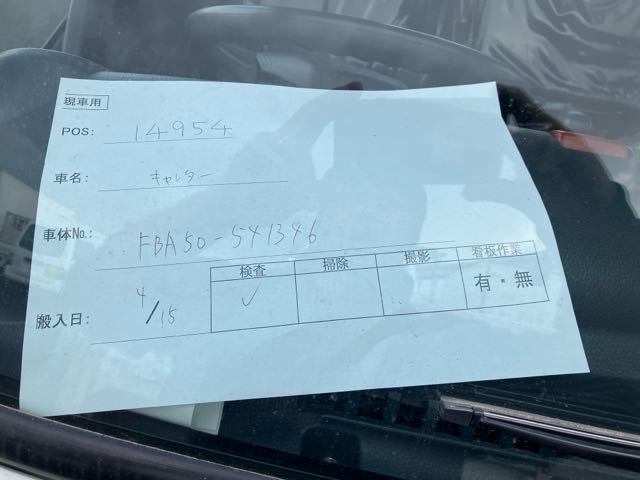 現車用
POS: 14954
車名: キャンター
車体No.: FBA50-541346
検査 掃除 撮影 看板作業
搬入日: 4/15 ✓ 有・無